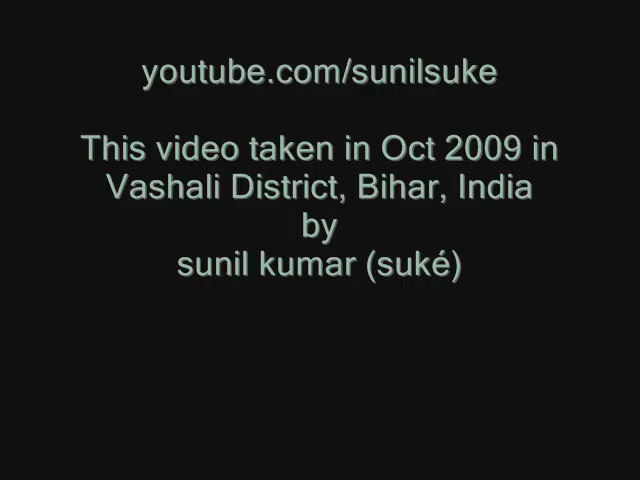 youtube.com/sunilsuke
This video taken in Oct 2009 in
Vashali District, Bihar, India
by
sunil kumar (suké)